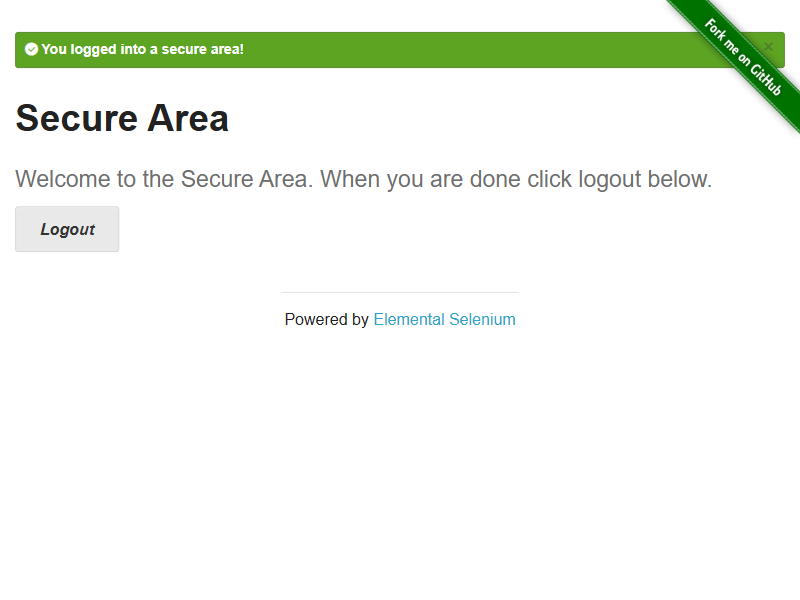 You logged into a secure area!
×
Fork me on GitHub
Secure Area
Welcome to the Secure Area. When you are done click logout below.
Logout
Powered by Elemental Selenium